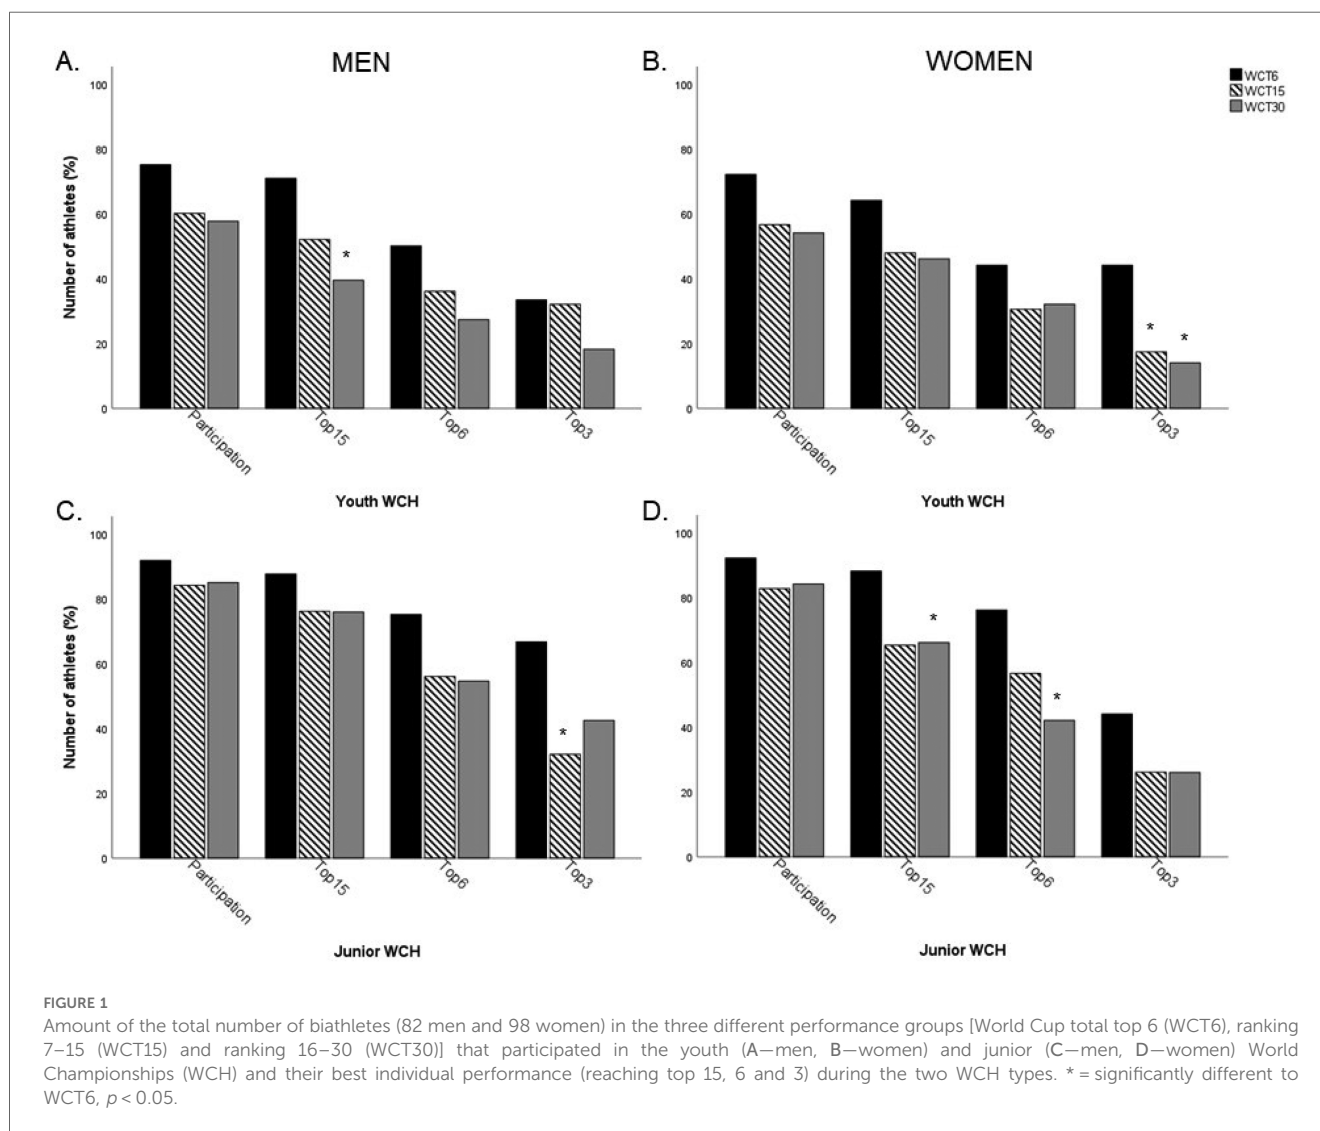 A.
MEN
B.
WOMEN
WCT6
WCT15
WCT30
Number of athletes (%)
100
80
60
40
20
0
Participation
Top15
Top6
Top3
*
Youth WCH
100
80
60
40
20
0
Participation
Top15
Top6
Top3
*
*
Youth WCH
C.
Number of athletes (%)
100
80
60
40
20
0
Participation
Top15
Top6
Top3
*
Junior WCH
D.
100
80
60
40
20
0
Participation
Top15
Top6
Top3
*
*
Junior WCH
FIGURE 1
Amount of the total number of biathletes (82 men and 98 women) in the three different performance groups [World Cup total top 6 (WCT6), ranking
7–15 (WCT15) and ranking 16–30 (WCT30)] that participated in the youth (A—men, B—women) and junior (C—men, D—women) World
Championships (WCH) and their best individual performance (reaching top 15, 6 and 3) during the two WCH types. * = significantly different to
WCT6, p < 0.05.